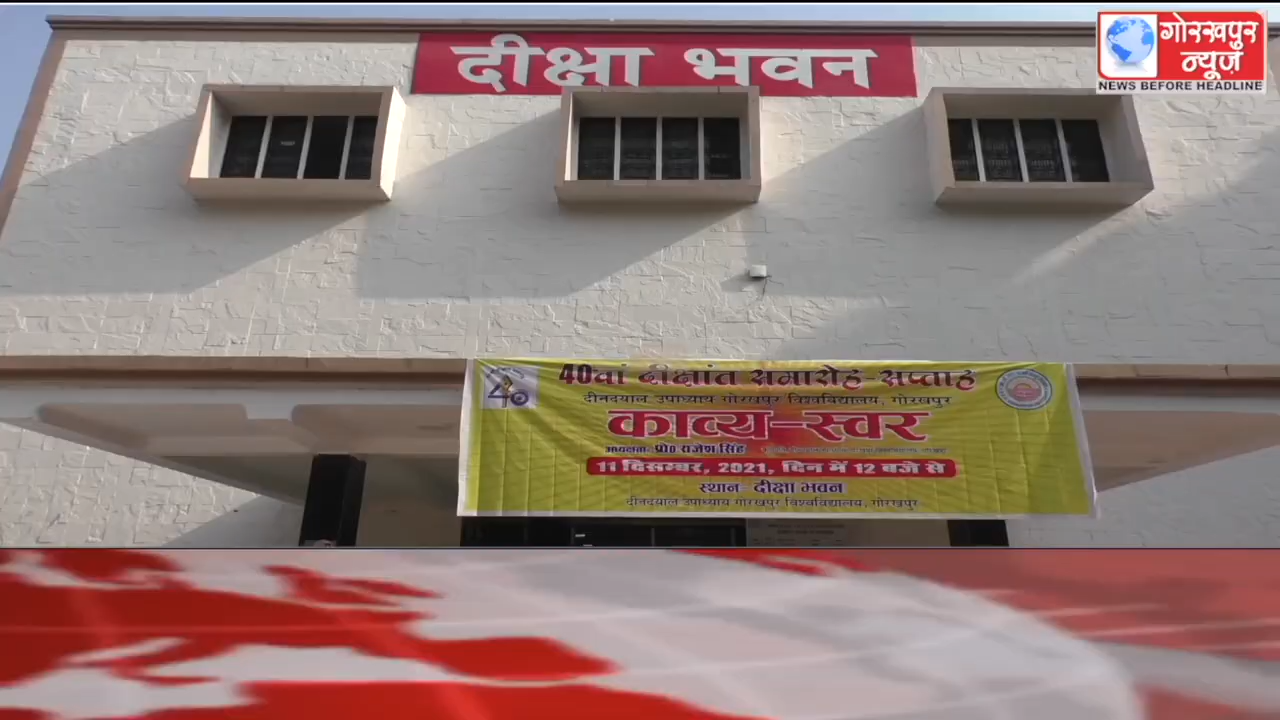 दीक्षा भवन
गोरखपुर
न्यूज़
NEWS BEFORE HEADLINE
40वां दीक्षांत समारोह-सप्ताह
दीनदयाल उपाध्याय गोरखपुर विश्वविद्यालय, गोरखपुर
काव्य-स्वर
अध्यक्षता- प्रो0 राजेश सिंह
11 दिसम्बर, 2021, दिन में 12 बजे से
स्थान- दीक्षा भवन
दीनदयाल उपाध्याय गोरखपुर विश्वविद्यालय, गोरखपुर